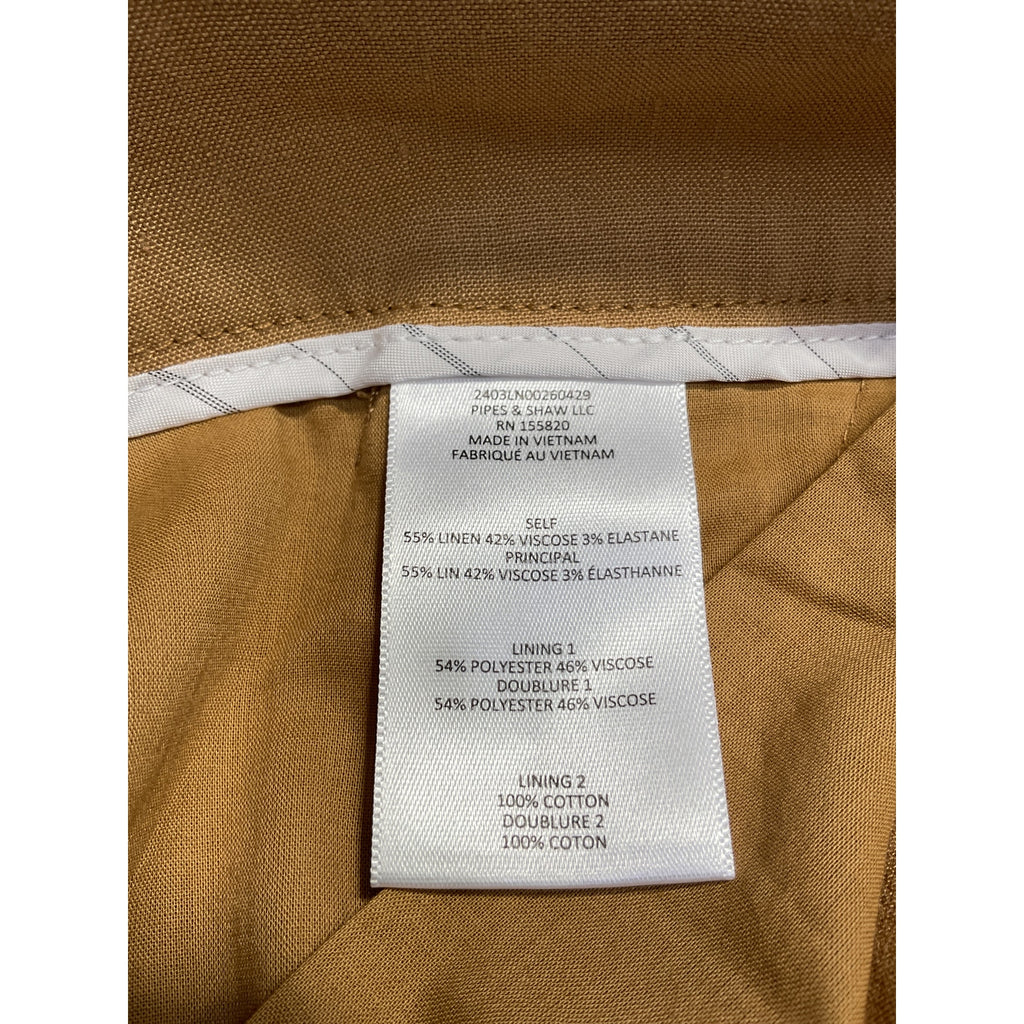 2403LN00260429
PIPES & SHAW LLC
RN 155820
MADE IN VIETNAM
FABRIQUÉ AU VIETNAM
SELF
55% LINEN 42% VISCOSE 3% ELASTANE
PRINCIPAL
55% LIN 42% VISCOSE 3% ÉLASTHANNE
LINING 1
54% POLYESTER 46% VISCOSE
DOUBLURE 1
54% POLYESTER 46% VISCOSE
LINING 2
100% COTTON
DOUBLURE 2
100% COTON